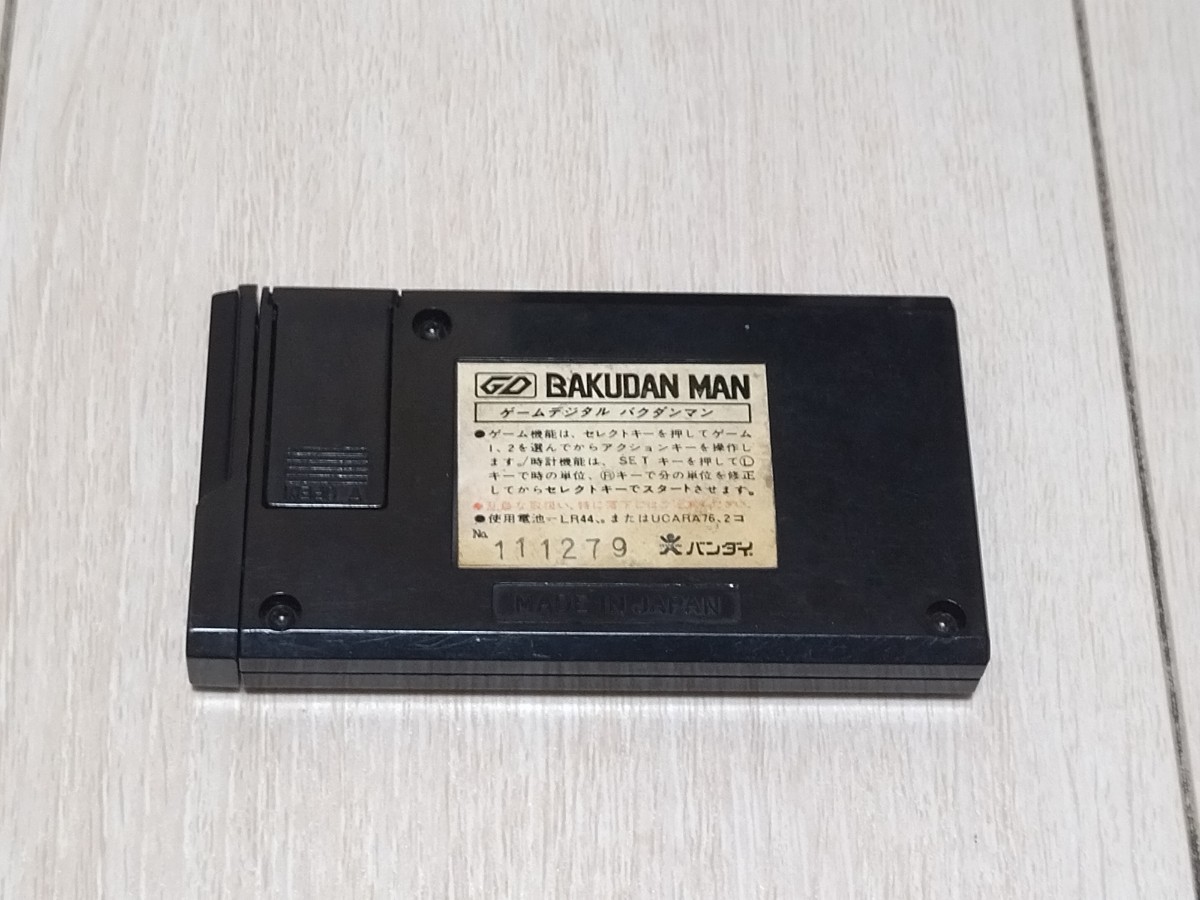 GD BAKUDAN MAN
ゲームデジタル バクダンマン
●ゲーム機能は、セレクトキーを押してゲーム
1、2を選んでからアクションキーを操作し
ます。/時計機能は、SET キーを押してⓁ
キーで時の単位、Ⓡキーで分の単位を修正
してからセレクトキーでスタートさせます。
●使用電池―LR44、。またはUCARA76、2コ
No. 111279 バンダイ
MADE IN JAPAN